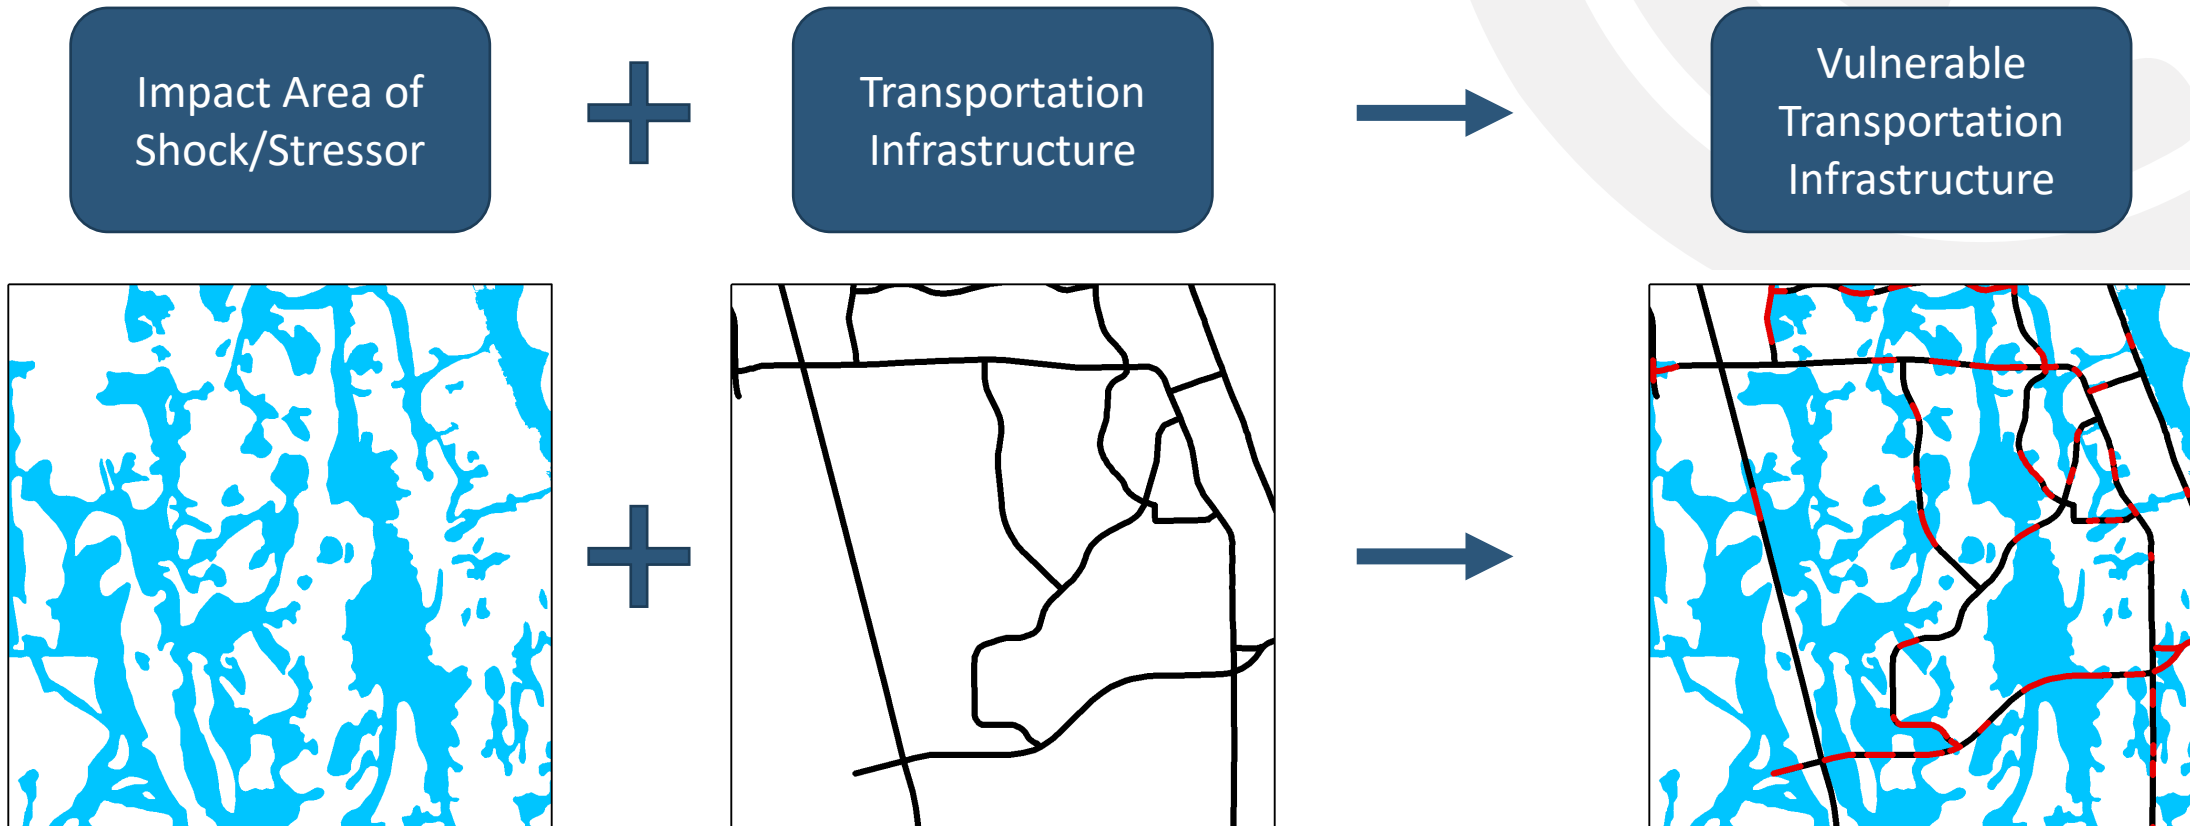 Impact Area of
Shock/Stressor
Transportation
Infrastructure
Vulnerable
Transportation
Infrastructure